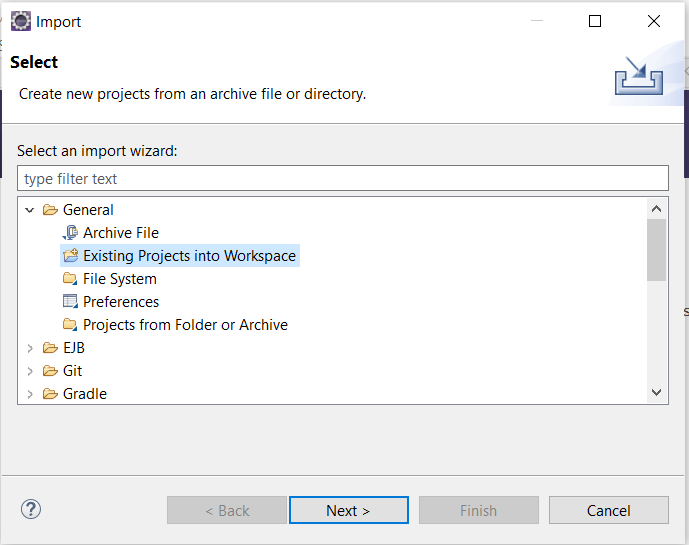 Import
Select
Create new projects from an archive file or directory.
Select an import wizard:
type filter text
General
Archive File
Existing Projects into Workspace
File System
Preferences
Projects from Folder or Archive
EJB
Git
Gradle
< Back
Next >
Finish
Cancel